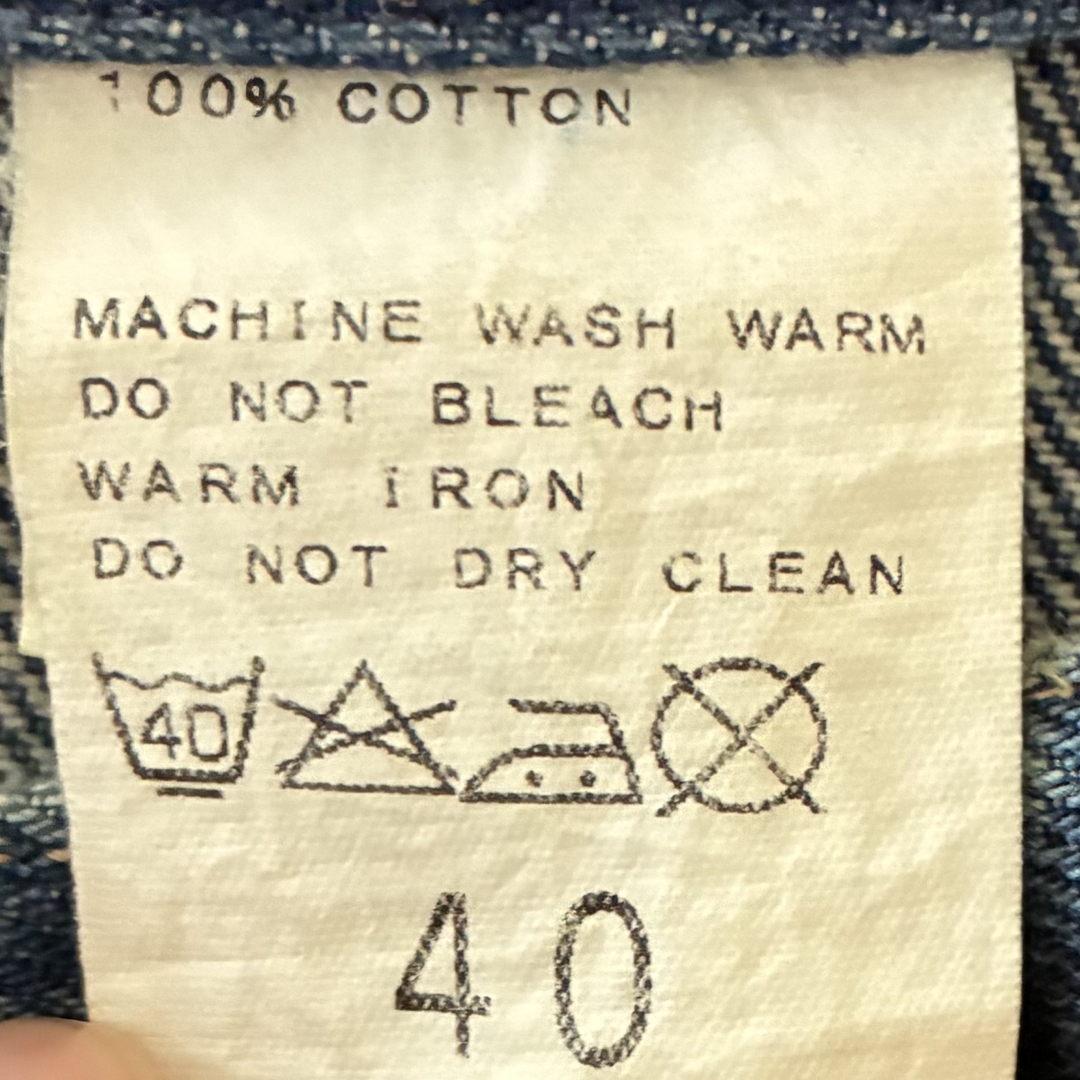 100% COTTON
MACHINE WASH WARM
DO NOT BLEACH
WARM IRON
DO NOT DRY CLEAN
40
40